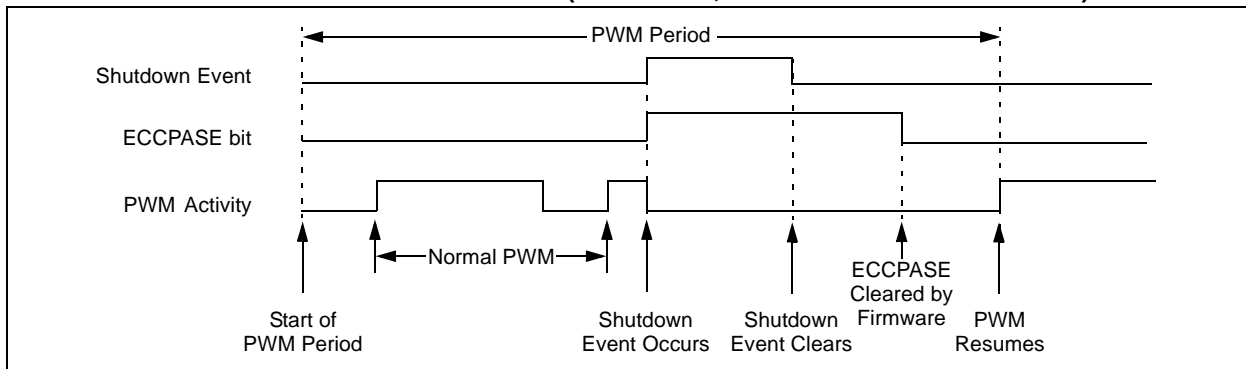 PWM Period
Shutdown Event
ECCPASE bit
PWM Activity
Normal PWM
Start of
PWM Period
Shutdown
Event Occurs
Shutdown
Event Clears
ECCPASE
Cleared by
Firmware
PWM
Resumes